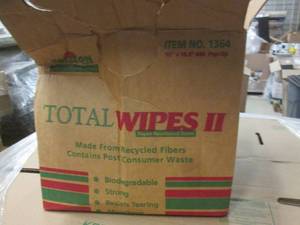 ITEM NO. 1364
TOTAL WIPES II
Made From Recycled Fibers
Contains Post Consumer Waste
Biodegradable
Strong
Resists Tearing